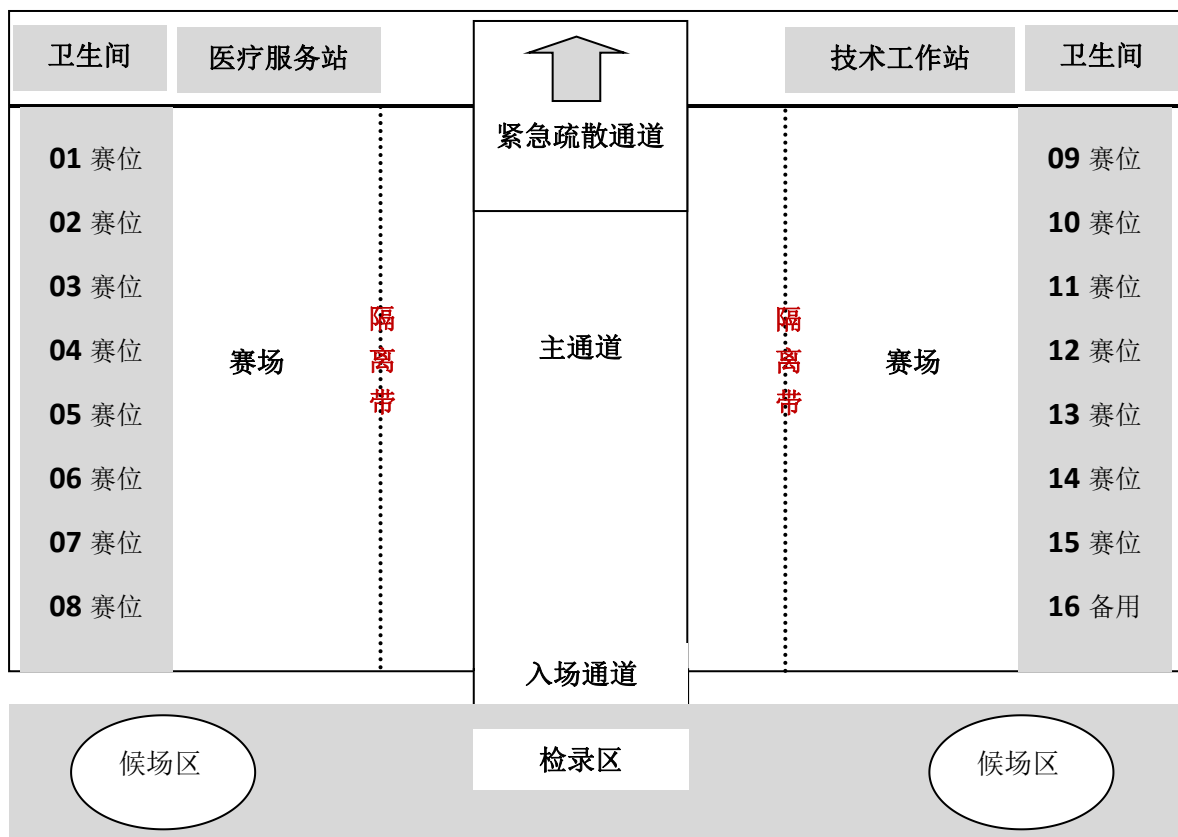 卫生间
医疗服务站
技术工作站
卫生间
紧急疏散通道
01 赛位
02 赛位
03 赛位
04 赛位
05 赛位
06 赛位
07 赛位
08 赛位
赛场
隔
离
带
主通道
隔
离
带
赛场
09 赛位
10 赛位
11 赛位
12 赛位
13 赛位
14 赛位
15 赛位
16 备用
入场通道
候场区
检录区
候场区